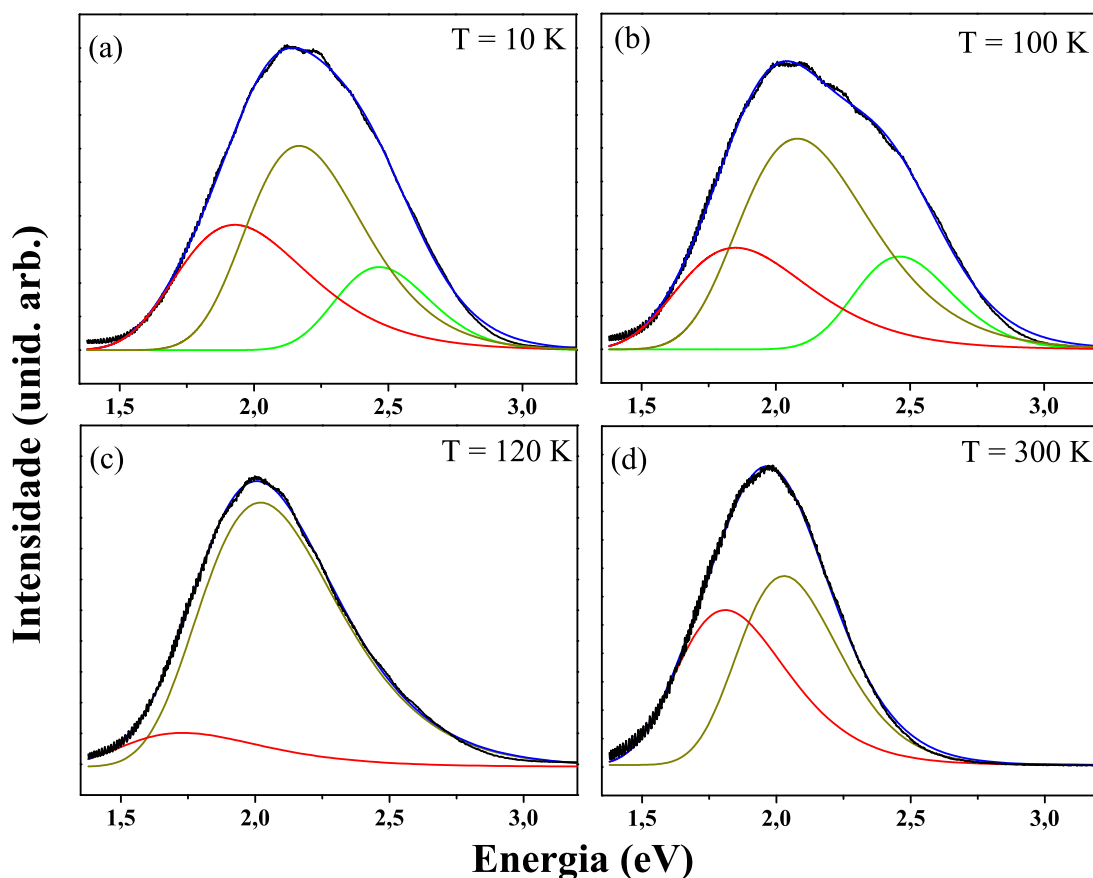 (a)
T = 10 K
(b)
T = 100 K
1,5 2,0 2,5 3,0
1,5 2,0 2,5 3,0
(c)
T = 120 K
(d)
T = 300 K
1,5 2,0 2,5 3,0
1,5 2,0 2,5 3,0
Intensidade (unid. arb.)
Energia (eV)